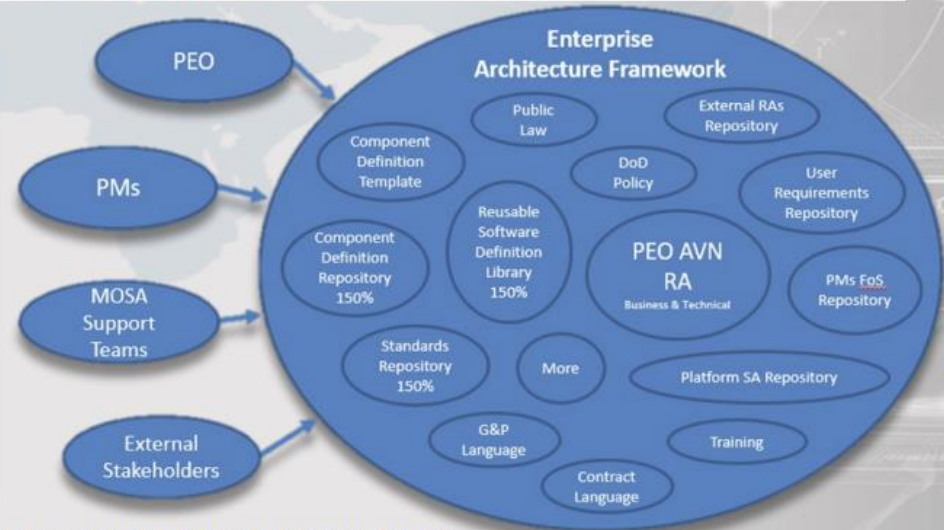 PEO
PMs
MOSA
Support
Teams
External
Stakeholders
Enterprise
Architecture Framework
Public
Law
External RAs
Repository
Component
Definition
Template
DoD
Policy
User
Requirements
Repository
Reusable
Software
Definition
Library
150%
Component
Definition
Repository
150%
PEO AVN
RA
Business & Technical
PMs FoS
Repository
Standards
Repository
150%
More
Platform SA Repository
G&P
Language
Training
Contract
Language